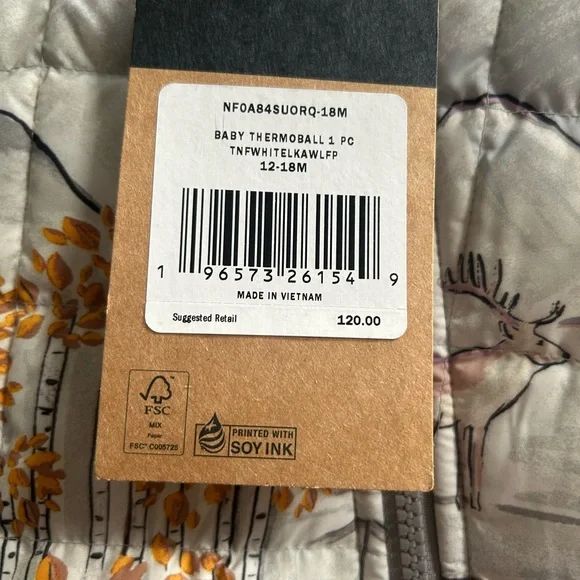 NF0A84SUORQ-18M
BABY THERMOBALL 1 PC
TNFWHITELKAWLFP
12-18M
1 96573 26154 9
MADE IN VIETNAM
Suggested Retail 120.00
FSC
MIX
Paper
FSC® C005725
PRINTED WITH
SOY INK